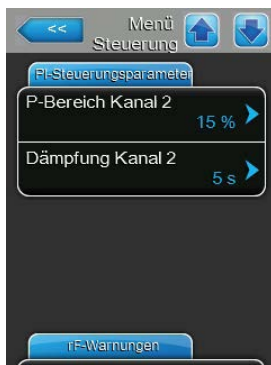 << Menü
Steuerung
PI-Steuerungsparameter
P-Bereich Kanal 2
15 %
Dämpfung Kanal 2
5 s
rF-Warnungen